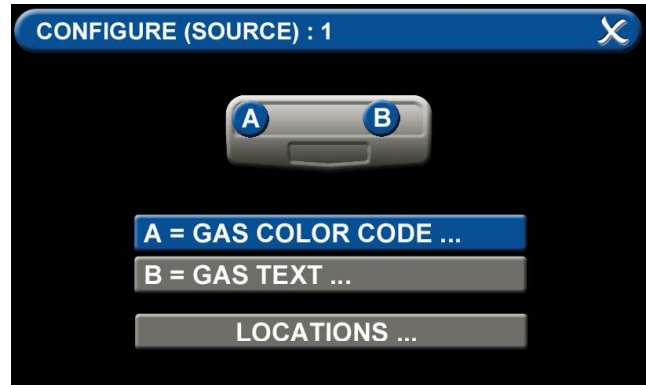 CONFIGURE (SOURCE) : 1 X
A B
A = GAS COLOR CODE ...
B = GAS TEXT ...
LOCATIONS ...